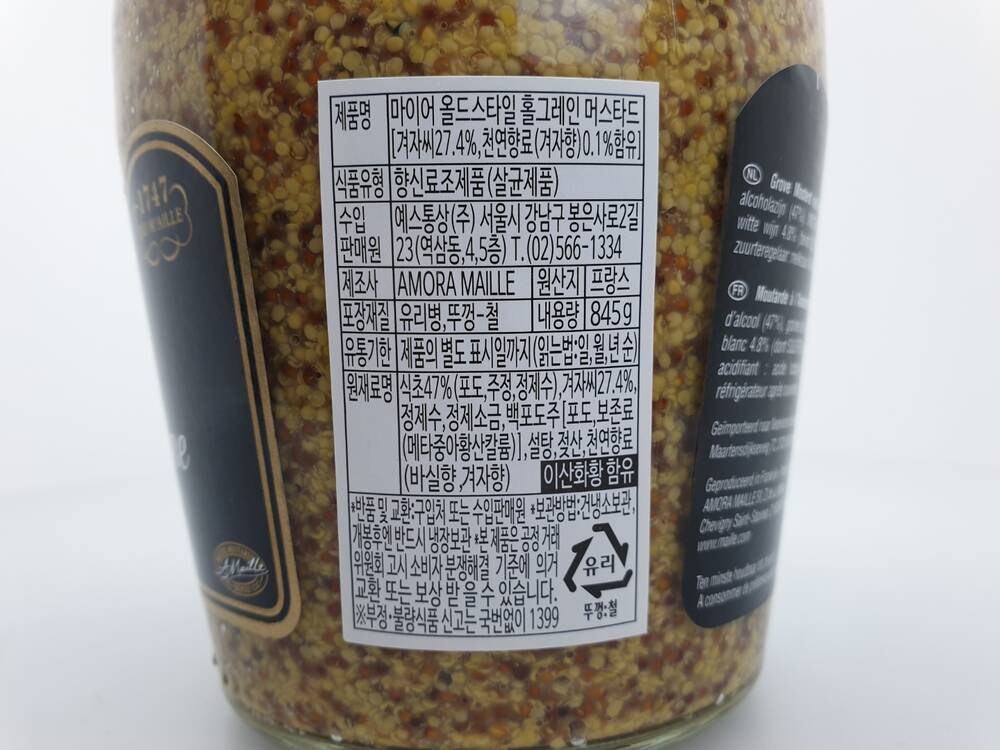 1747
제품명 마이어 올드스타일 홀그레인 머스타드
[겨자씨27.4%,천연향료(겨자향)0.1%함유]
식품유형 향신료조제품(살균제품)
수입 예스통상(주) 서울시 강남구 봉은사로2길
판매원 23(역삼동,4,5층) T.(02)566-1334
제조사 AMORA MAILLE 원산지 프랑스
포장재질 유리병,뚜껑-철 내용량 845g
유통기한 제품의 별도 표시일까지(읽는법:일,월,년 순)
원재료명 식초47%(포도,주정,정제수),겨자씨27.4%,
정제수,정제소금,백포도주[포도,보존료
(메타중아황산칼륨)],설탕,젖산,천연향료
(바실향,겨자향) 이산화황 함유
*반품 및 교환:구입처 또는 수입판매원 *보관방법:건냉소보관,
개봉후엔 반드시 냉장보관 *본 제품은 공정 거래
위원회 고시 소비자 분쟁해결 기준에 의거
교환 또는 보상 받을 수 있습니다.
※부정·불량식품 신고는 국번없이 1399
유리
뚜껑:철
Maille
NL Grove
alcoholazijn (47%)
witte wijn 4.8%
zuurteregelaar:
FR Moutarde à
d'alcool (47%),
blanc 4.8% (dont
acidifiant : acide
réfrigérateur après
Geïmporteerd
Maartensdijkseweg
Geproduceerd in
AMORA MAILLE
Chevigny Saint-
www.maille.com
Ten minste houdbaar
A consommer de